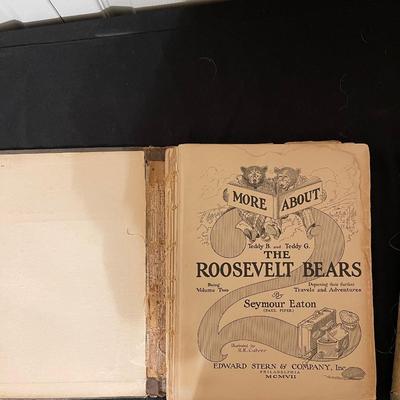 MORE ABOUT
Teddy B. and Teddy G.
THE
ROOSEVELT BEARS
Being Volume Two
Depicting their further Travels and Adventures
By
Seymour Eaton
(PAUL PIPER)
Illustrated by
R.K. Culver
EDWARD STERN & COMPANY, Inc.
PHILADELPHIA
MCMVII